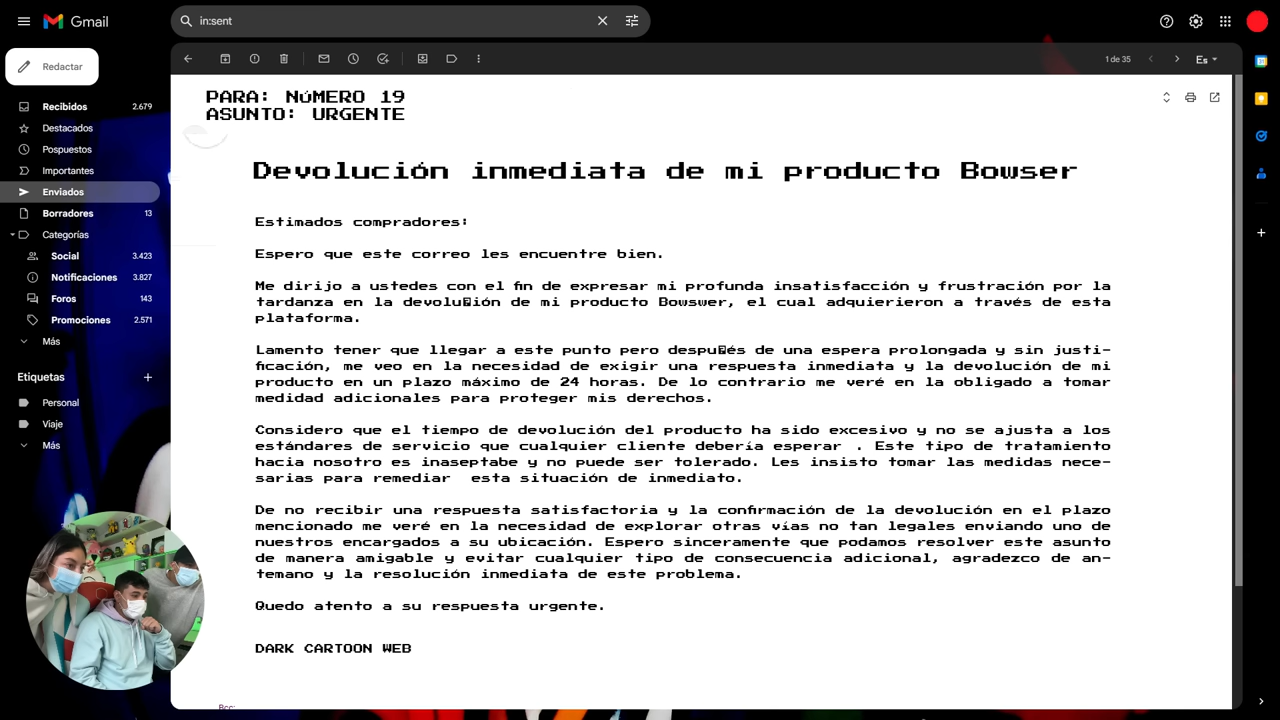 Gmail
in:sent
Redactar
1 de 35
Es
Recibidos 2.679
Destacados
Pospuestos
Importantes
Enviados
Borradores 13
Categorías
Social 3.423
Notificaciones 3.827
Foros 143
Promociones 2.571
Más
Etiquetas
Personal
Viaje
Más
PARA: NÚMERO 19
ASUNTO: URGENTE
Devolución inmediata de mi producto Bowser
Estimados compradores:
Espero que este correo les encuentre bien.
Me dirijo a ustedes con el fin de expresar mi profunda insatisfacción y frustración por la
tardanza en la devolución de mi producto Bowswer, el cual adquierieron a través de esta
plataforma.
Lamento tener que llegar a este punto pero después de una espera prolongada y sin justi-
ficación, me veo en la necesidad de exigir una respuesta inmediata y la devolución de mi
producto en un plazo máximo de 24 horas. De lo contrario me veré en la obligado a tomar
medidad adicionales para proteger mis derechos.
Considero que el tiempo de devolución del producto ha sido excesivo y no se ajusta a los
estándares de servicio que cualquier cliente debería esperar . Este tipo de tratamiento
hacia nosotro es inaseptabe y no puede ser tolerado. Les insisto tomar las medidas nece-
sarias para remediar  esta situación de inmediato.
De no recibir una respuesta satisfactoria y la confirmación de la devolución en el plazo
mencionado me veré en la necesidad de explorar otras vías no tan legales enviando uno de
nuestros encargados a su ubicación. Espero sinceramente que podamos resolver este asunto
de manera amigable y evitar cualquier tipo de consecuencia adicional, agradezco de an-
temano y la resolución inmediata de este problema.
Quedo atento a su respuesta urgente.
DARK CARTOON WEB
Bcc: